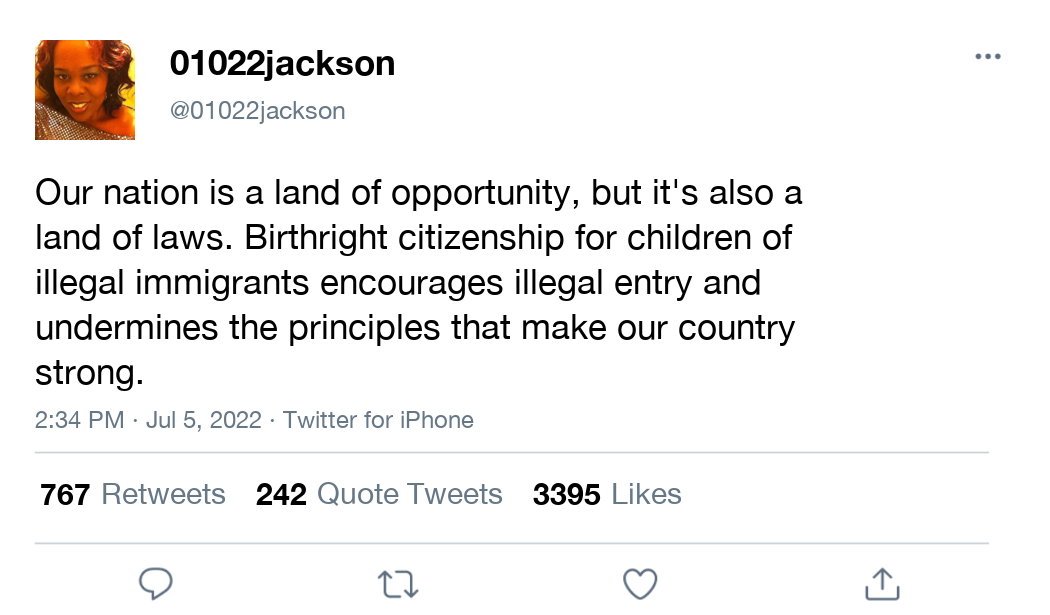 01022jackson
@01022jackson
Our nation is a land of opportunity, but it's also a
land of laws. Birthright citizenship for children of
illegal immigrants encourages illegal entry and
undermines the principles that make our country
strong.
2:34 PM · Jul 5, 2022 · Twitter for iPhone
767 Retweets 242 Quote Tweets 3395 Likes